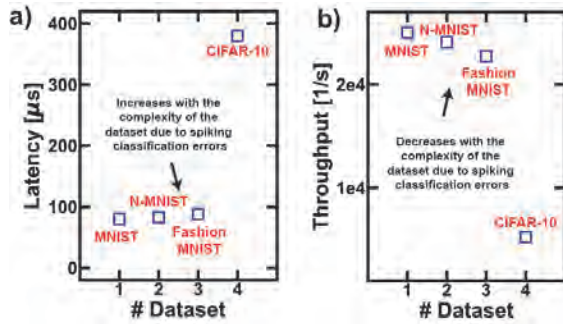 a)
Latency [µs]
400
300
200
100
0
CIFAR-10
Increases with the
complexity of the
dataset due to spiking
classification errors
N-MNIST
MNIST
Fashion
MNIST
1 2 3 4
# Dataset
b)
Throughput [1/s]
2e4
1e4
N-MNIST
MNIST
Fashion
MNIST
Decreases with the
complexity of the
dataset due to spiking
classification errors
CIFAR-10
1 2 3 4
# Dataset